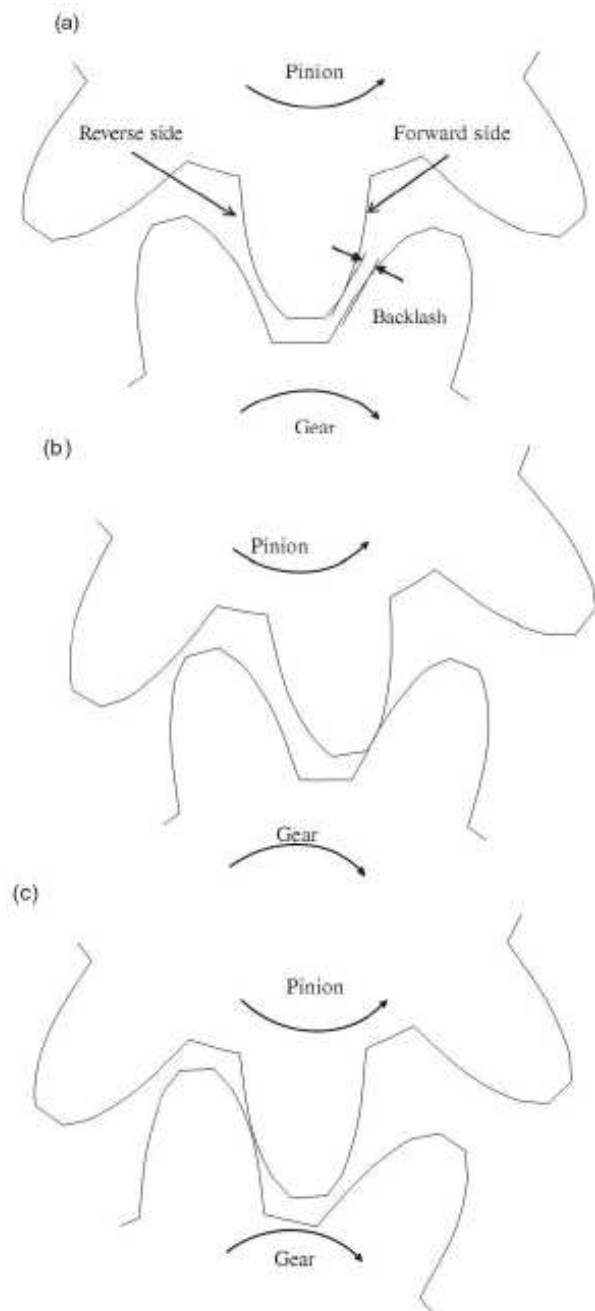 (a)
Pinion
Reverse side
Forward side
Backlash
Gear
(b)
Pinion
Gear
(c)
Pinion
Gear